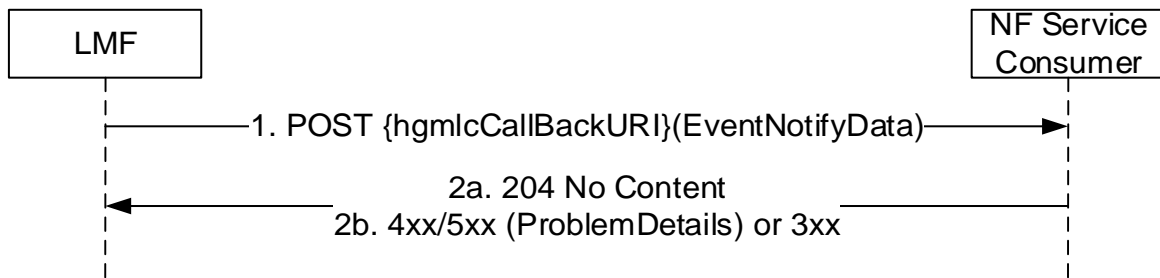 LMF
NF Service
Consumer
1. POST {hgmlcCallBackURI}(EventNotifyData)
2a. 204 No Content
2b. 4xx/5xx (ProblemDetails) or 3xx